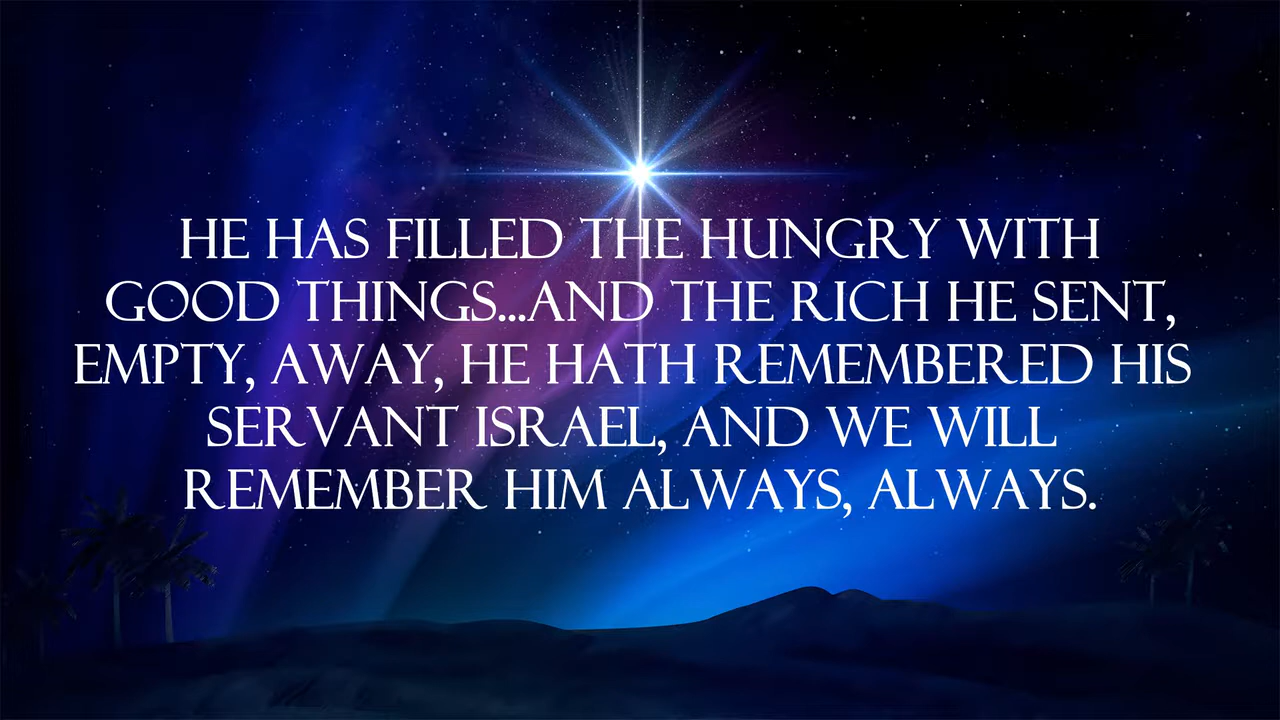 HE HAS FILLED THE HUNGRY WITH
GOOD THINGS...AND THE RICH HE SENT,
EMPTY, AWAY, HE HATH REMEMBERED HIS
SERVANT ISRAEL, AND WE WILL
REMEMBER HIM ALWAYS, ALWAYS.